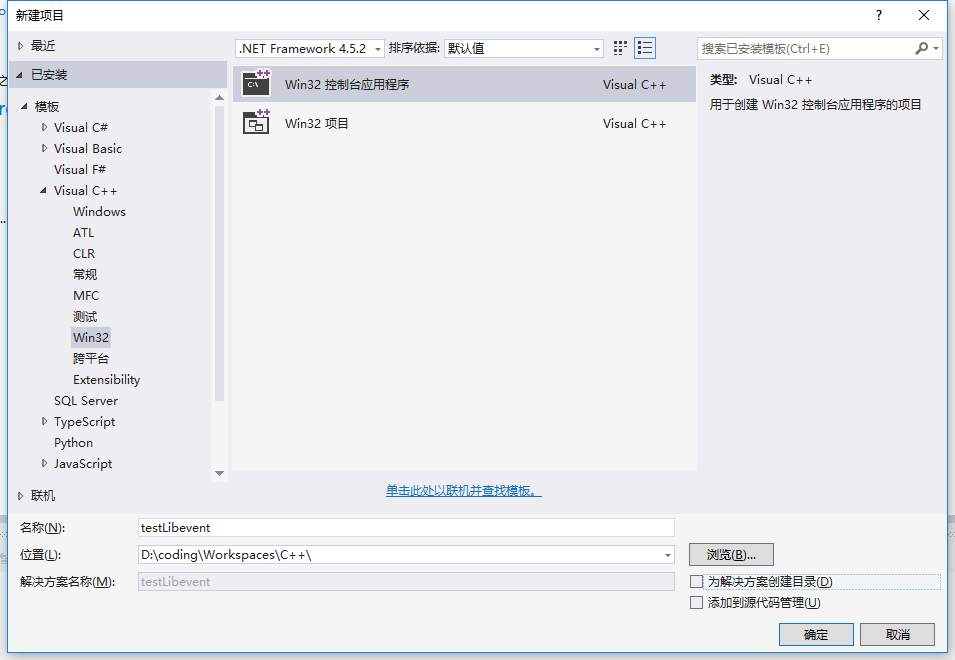 新建项目
?
最近
.NET Framework 4.5.2
排序依据:
默认值
搜索已安装模板(Ctrl+E)
已安装
模板
Visual C#
Visual Basic
Visual F#
Visual C++
Windows
ATL
CLR
常规
MFC
测试
Win32
跨平台
Extensibility
SQL Server
TypeScript
Python
JavaScript
联机
Win32 控制台应用程序 Visual C++
Win32 项目 Visual C++
类型: Visual C++
用于创建 Win32 控制台应用程序的项目
单击此处以联机并查找模板。
名称(N): testLibevent
位置(L): D:\coding\Workspaces\C++\
浏览(B)...
解决方案名称(M): testLibevent
为解决方案创建目录(D)
添加到源代码管理(U)
确定
取消